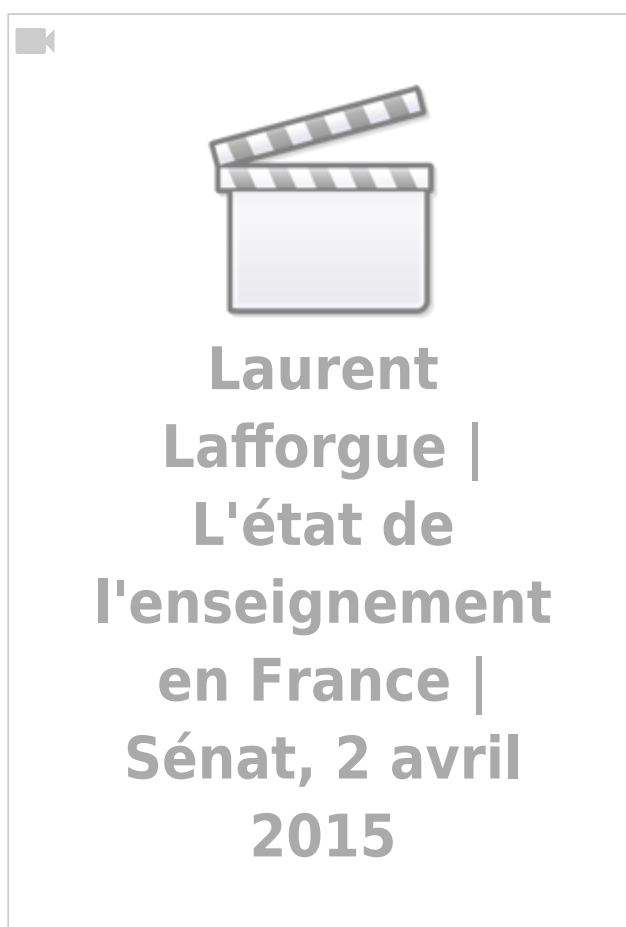 Laurent
Lafforgue |
L'état de
l'enseignement
en France |
Sénat, 2 avril
2015